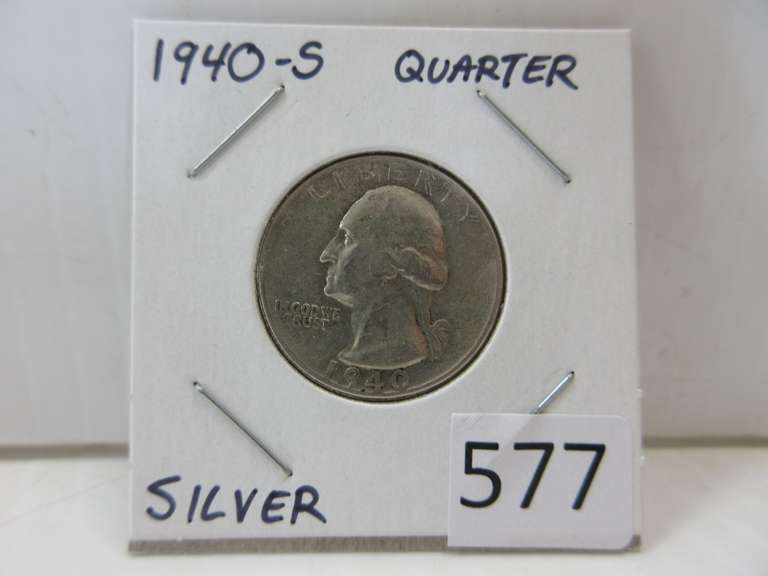 1940-S QUARTER
LIBERTY
IN GOD WE
TRUST
1940
SILVER
577